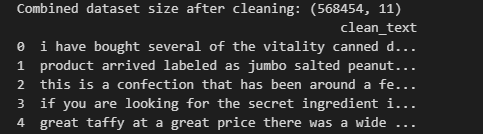 Combined dataset size after cleaning: (568454, 11)
clean_text
0 i have bought several of the vitality canned d...
1 product arrived labeled as jumbo salted peanut...
2 this is a confection that has been around a fe...
3 if you are looking for the secret ingredient i...
4 great taffy at a great price there was a wide ...